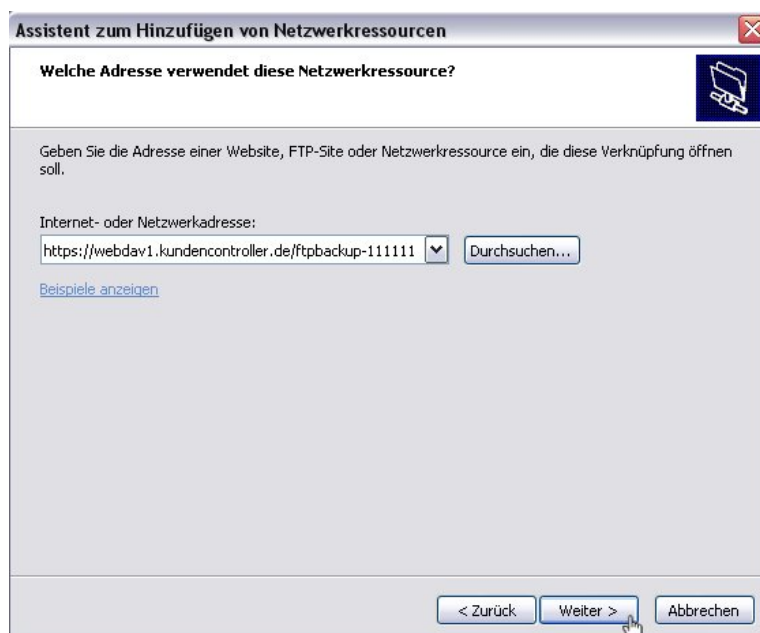 Assistent zum Hinzufügen von Netzwerkressourcen
Welche Adresse verwendet diese Netzwerkressource?
Geben Sie die Adresse einer Website, FTP-Site oder Netzwerkressource ein, die diese Verknüpfung öffnen
soll.
Internet- oder Netzwerkadresse:
https://webdav1.kundencontroller.de/ftpbackup-111111
Durchsuchen...
Beispiele anzeigen
< Zurück
Weiter >
Abbrechen